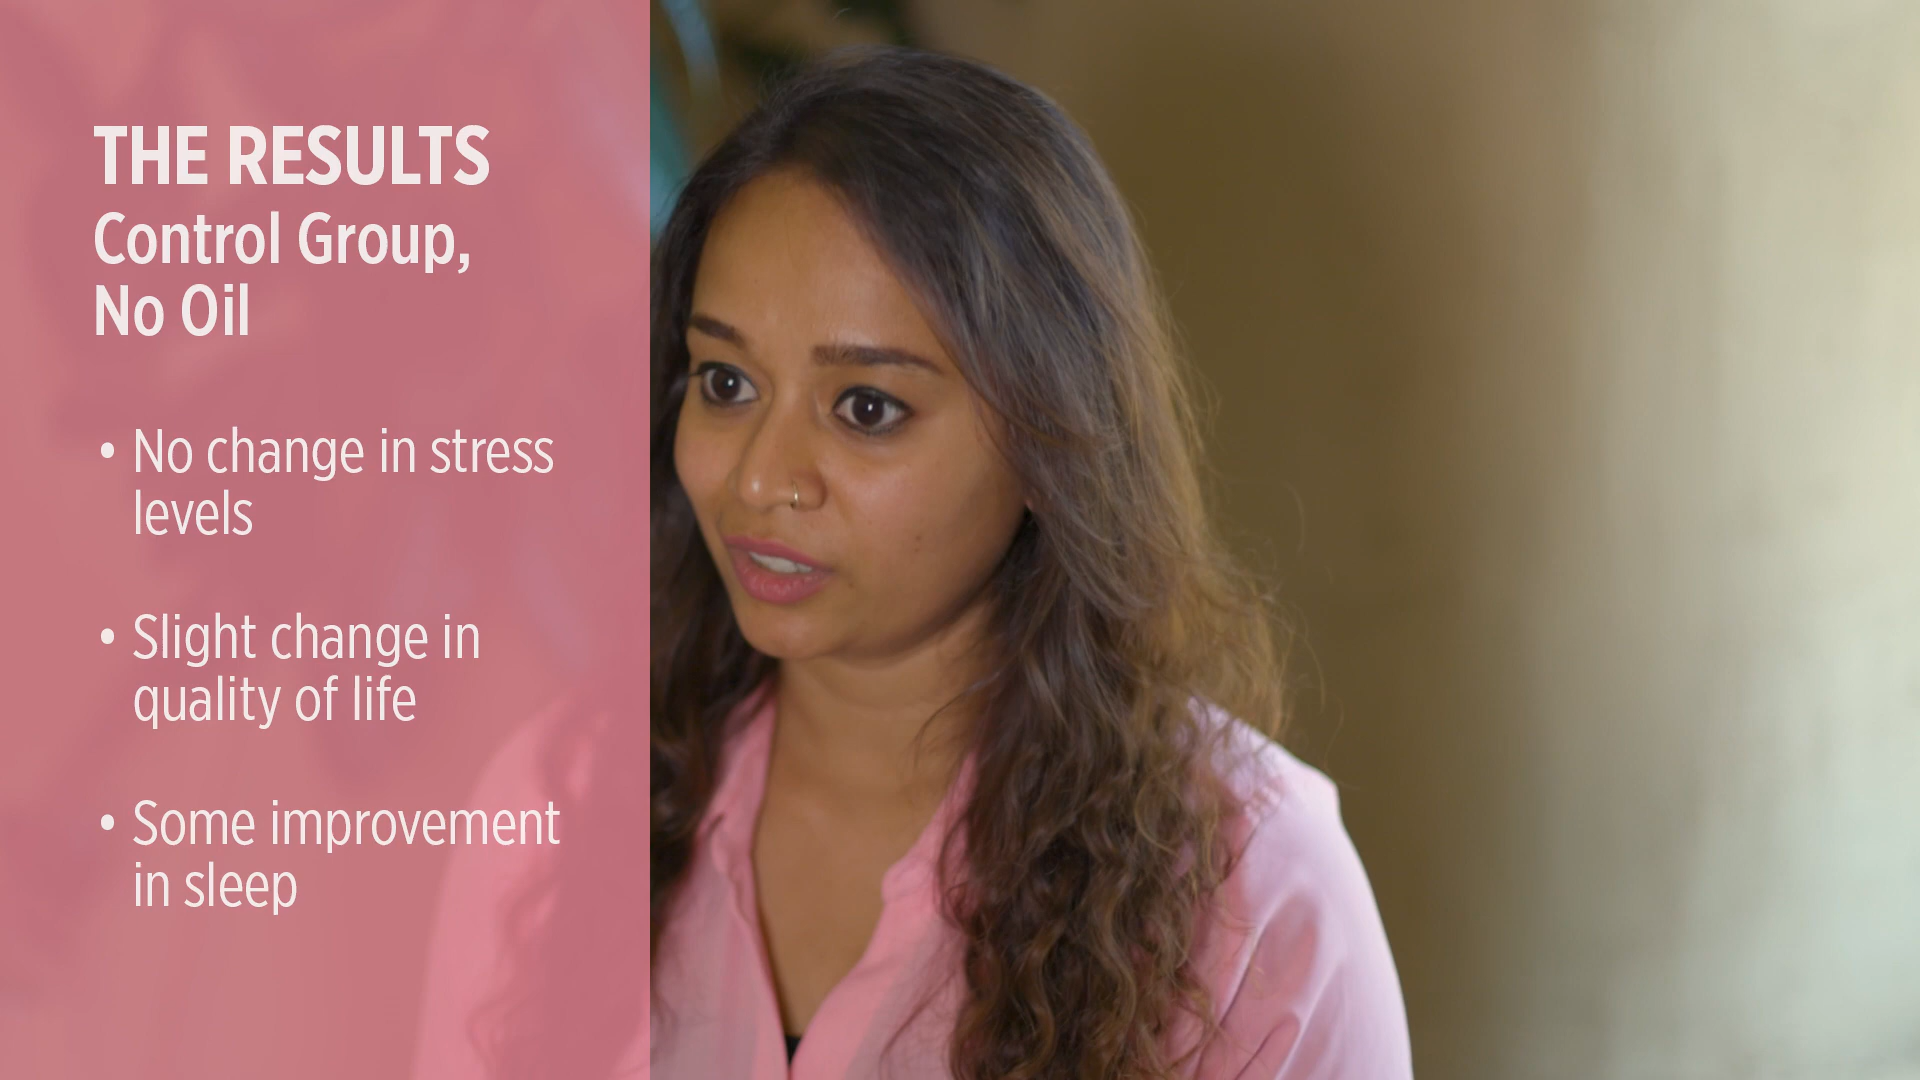 THE RESULTS
Control Group,
No Oil
• No change in stress
levels
• Slight change in
quality of life
• Some improvement
in sleep